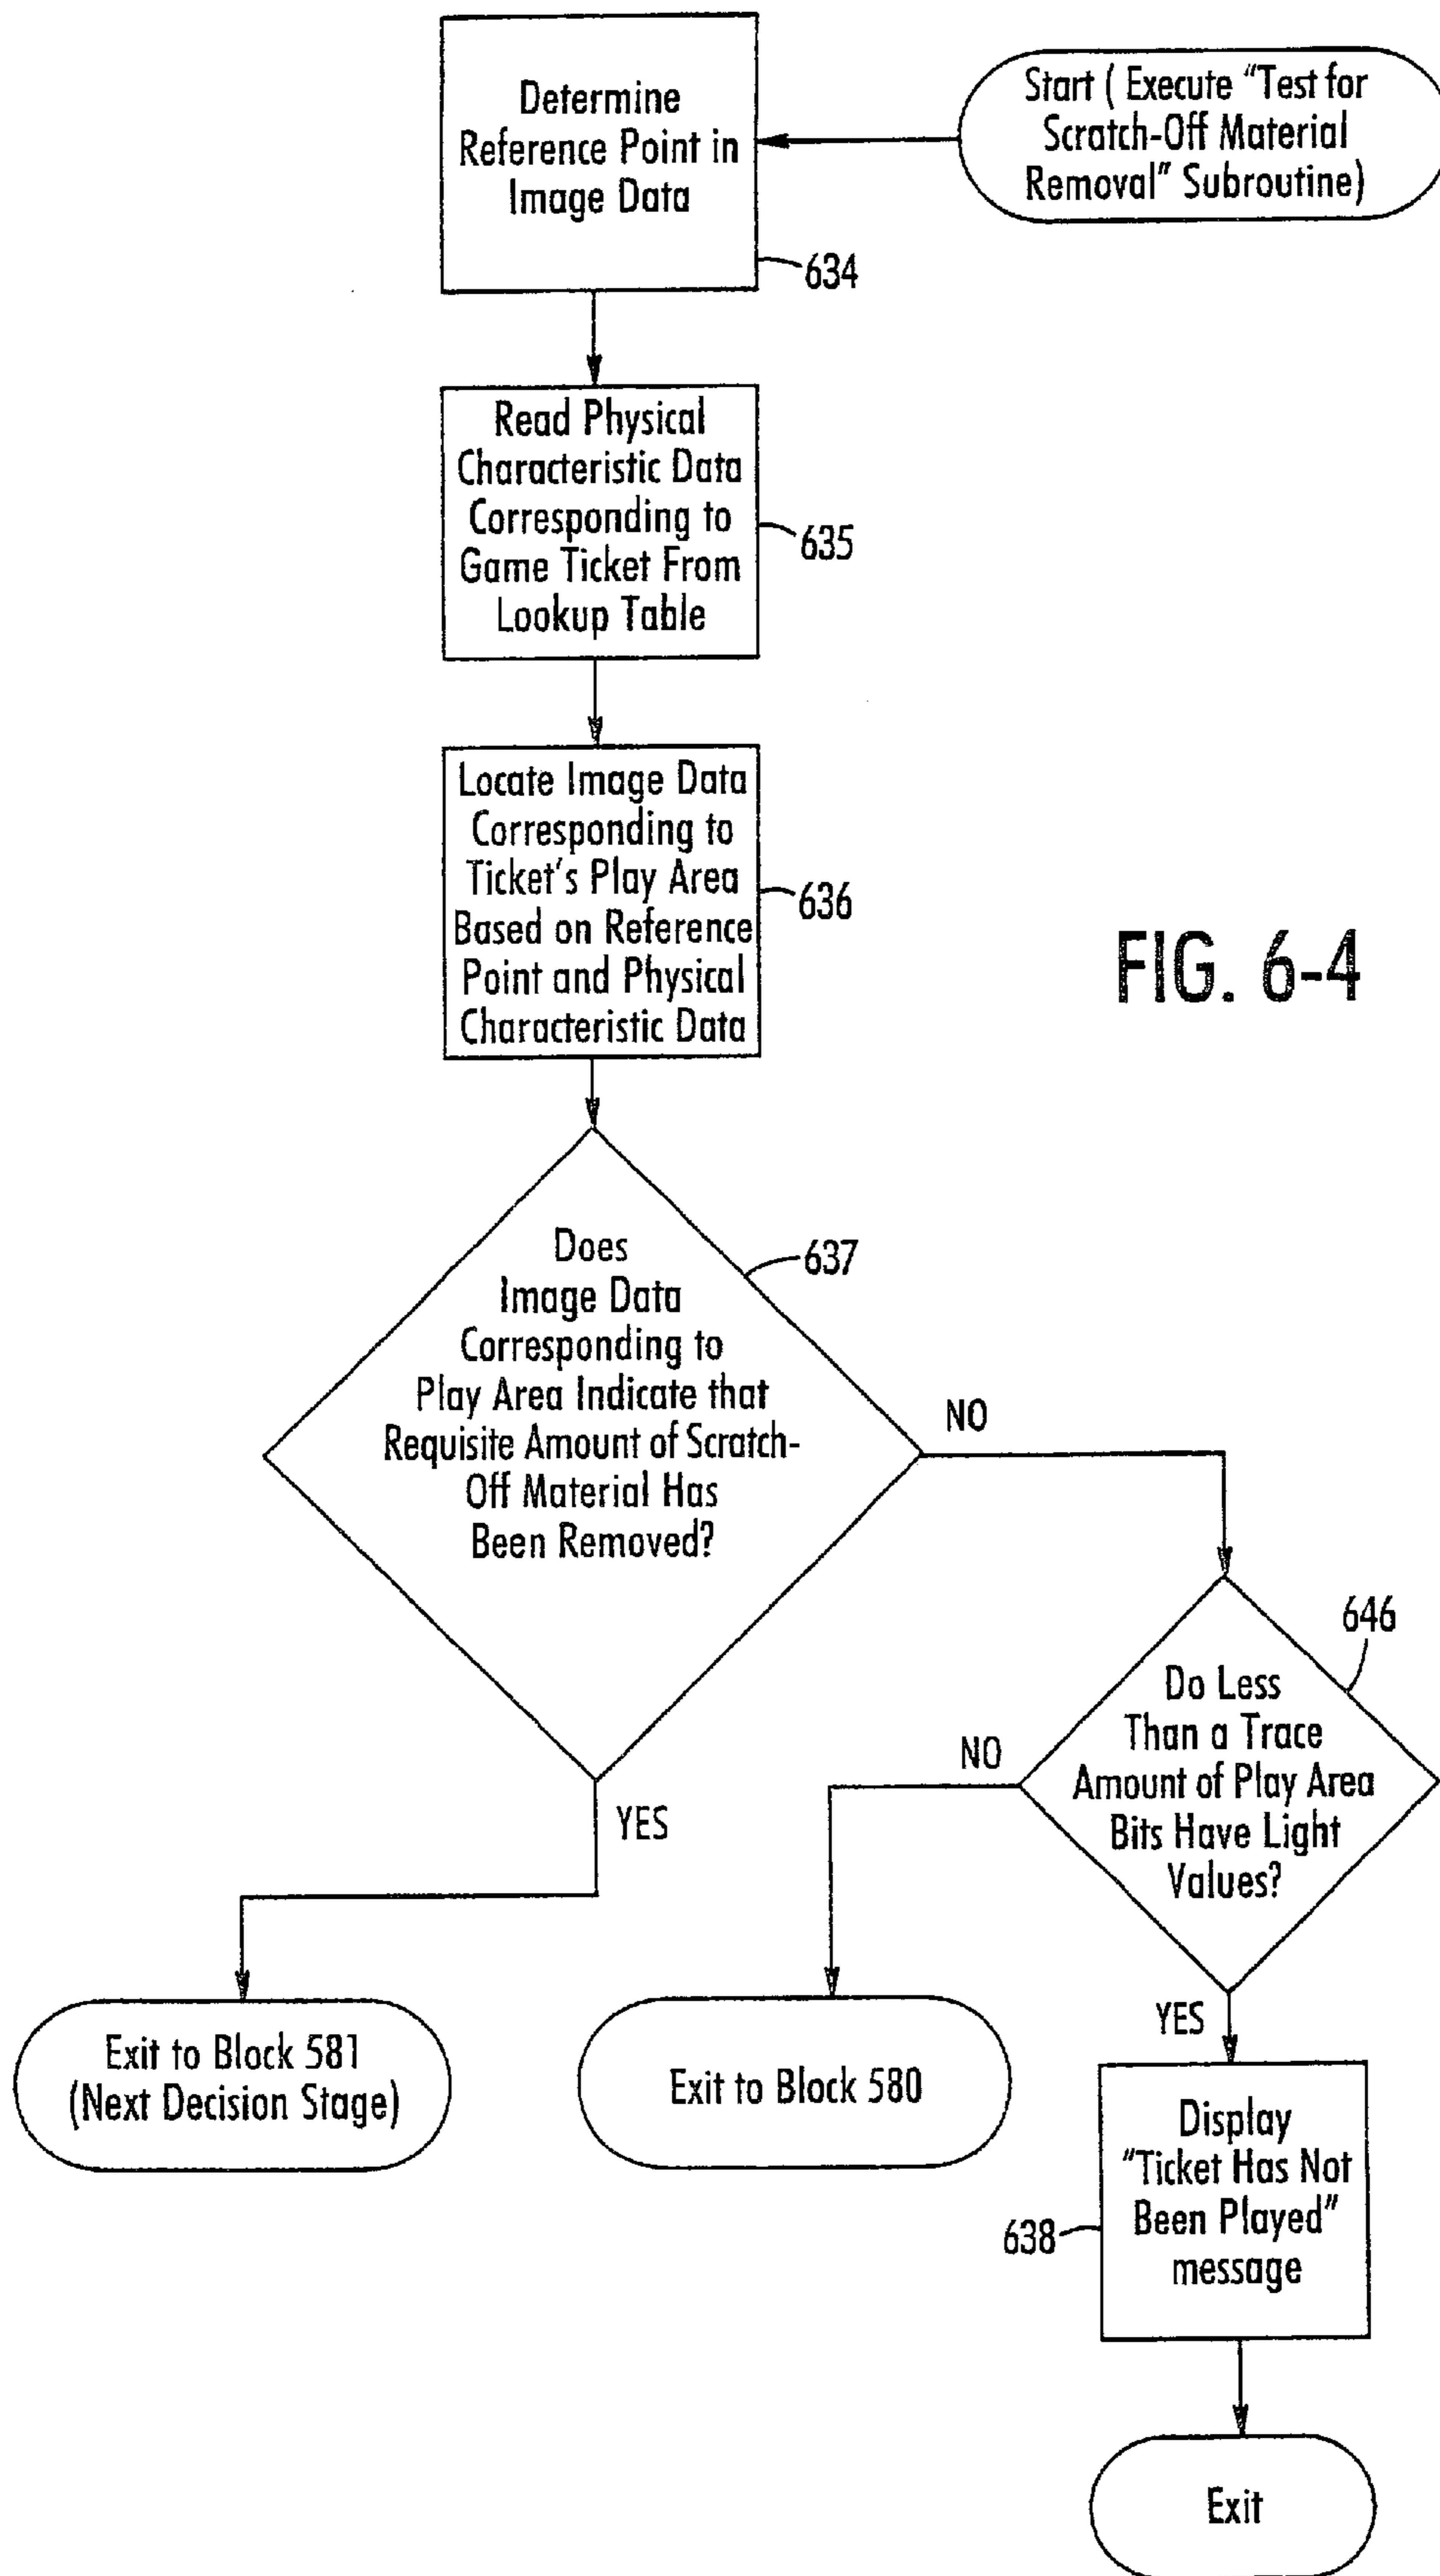 Start ( Execute "Test for
Scratch-Off Material
Removal" Subroutine)
Determine
Reference Point in
Image Data
634
Read Physical
Characteristic Data
Corresponding to
Game Ticket From
Lookup Table
635
Locate Image Data
Corresponding to
Ticket's Play Area
Based on Reference
Point and Physical
Characteristic Data
636
FIG. 6-4
Does
Image Data
Corresponding to
Play Area Indicate that
Requisite Amount of Scratch-
Off Material Has
Been Removed?
637
NO
YES
646
Do Less
Than a Trace
Amount of Play Area
Bits Have Light
Values?
NO
YES
Exit to Block 581
(Next Decision Stage)
Exit to Block 580
Display
"Ticket Has Not
Been Played"
message
638
Exit